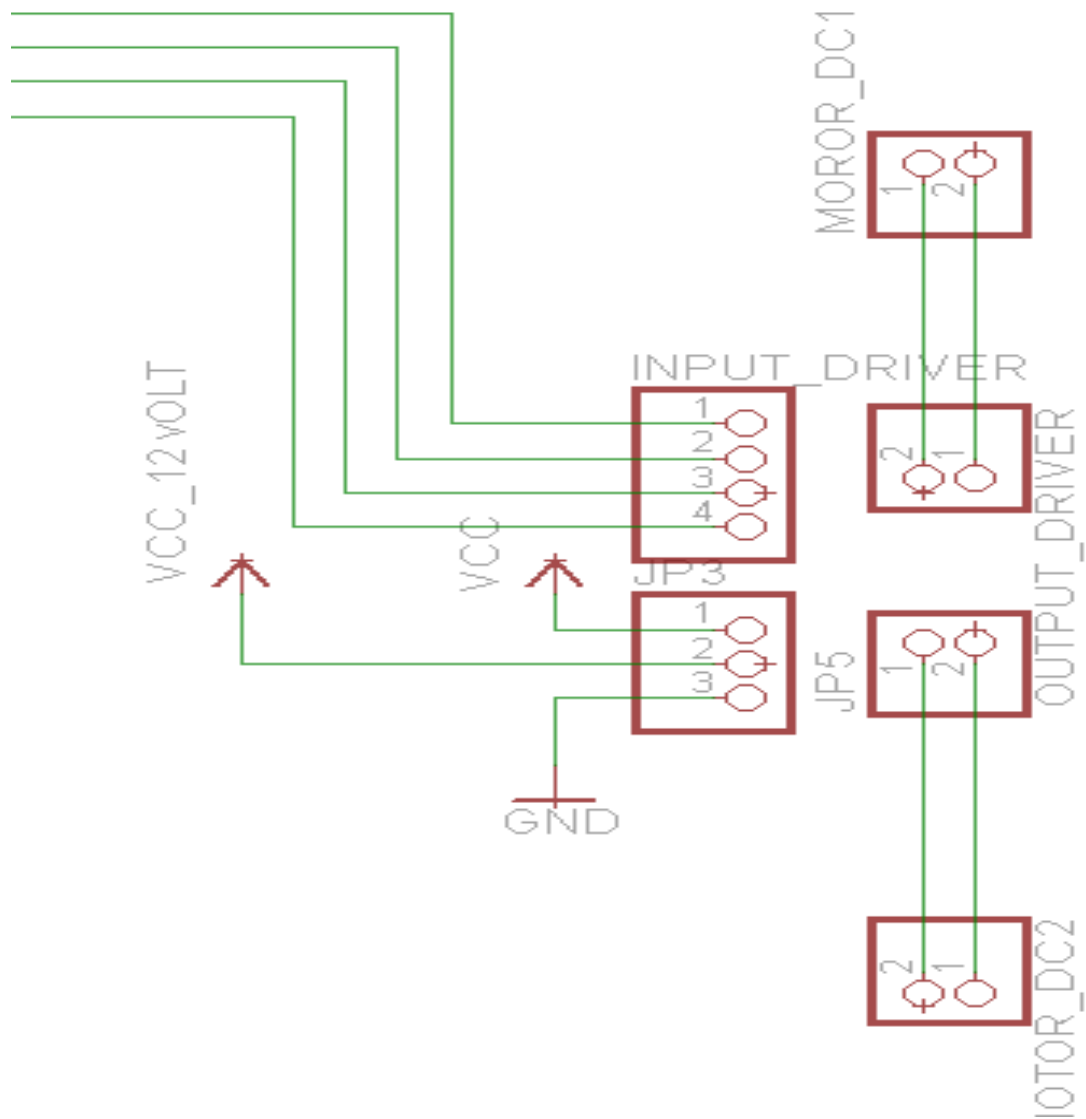 MOROR_DC1
1
2
INPUT_DRIVER
1
2
3
4
2
1
OUTPUT_DRIVER
VCC_12vOLT
VCC
JP3
1
2
3
JP5
1
2
GND
2
1
IOTOR_DC2